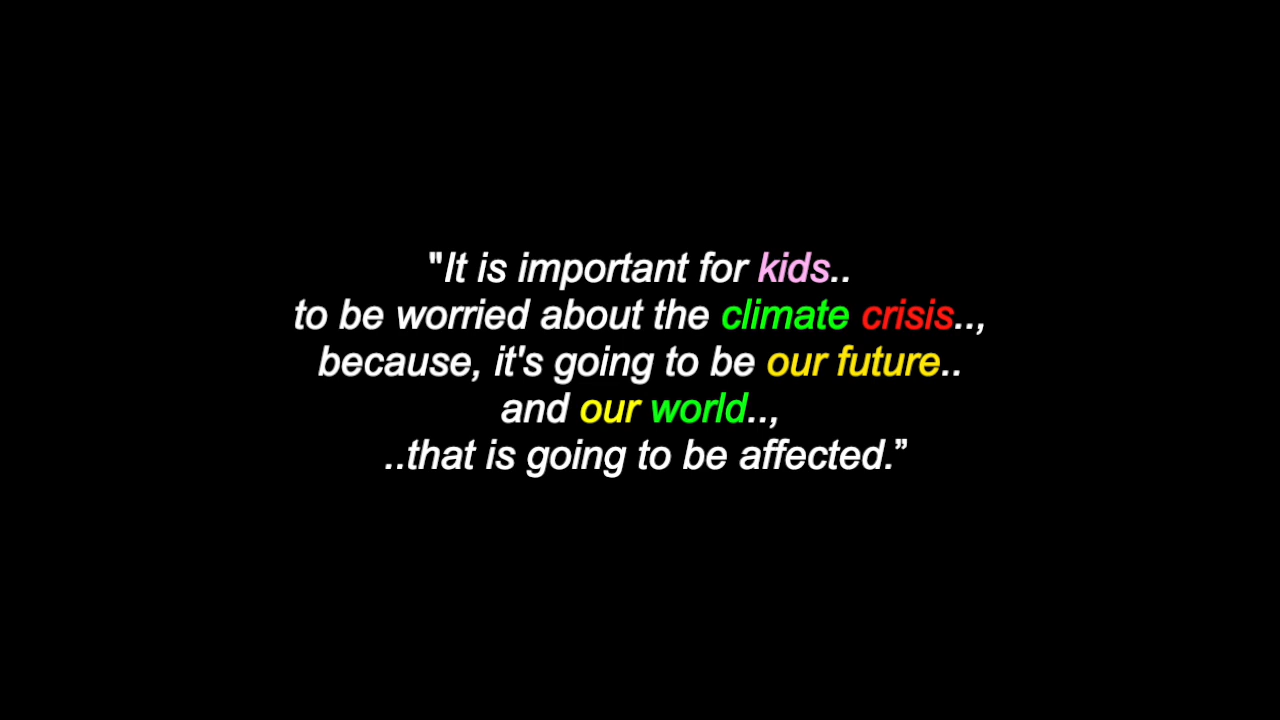 "It is important for kids..
to be worried about the climate crisis..,
because, it's going to be our future..
and our world..,
..that is going to be affected.”